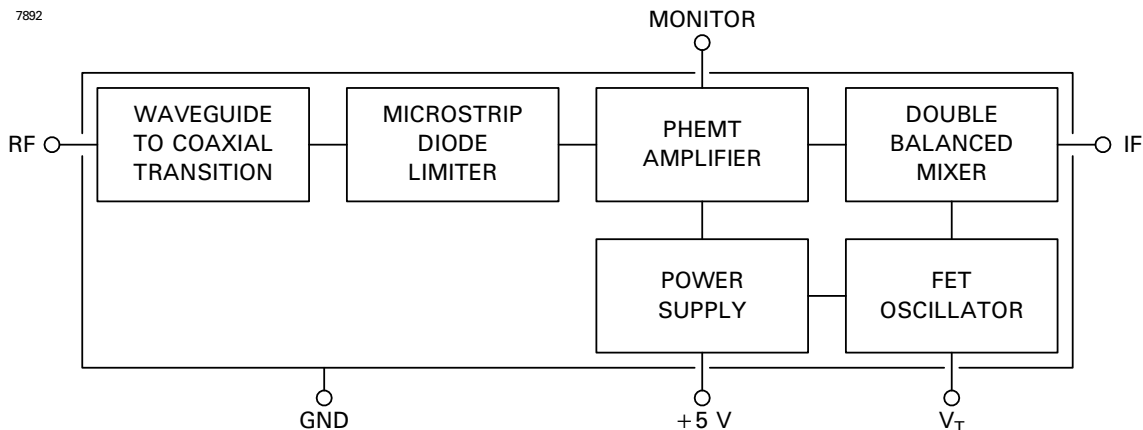 7892
MONITOR
WAVEGUIDE
TO COAXIAL
TRANSITION
MICROSTRIP
DIODE
LIMITER
PHEMT
AMPLIFIER
DOUBLE
BALANCED
MIXER
RF
IF
POWER
SUPPLY
FET
OSCILLATOR
GND
+5 V
VT